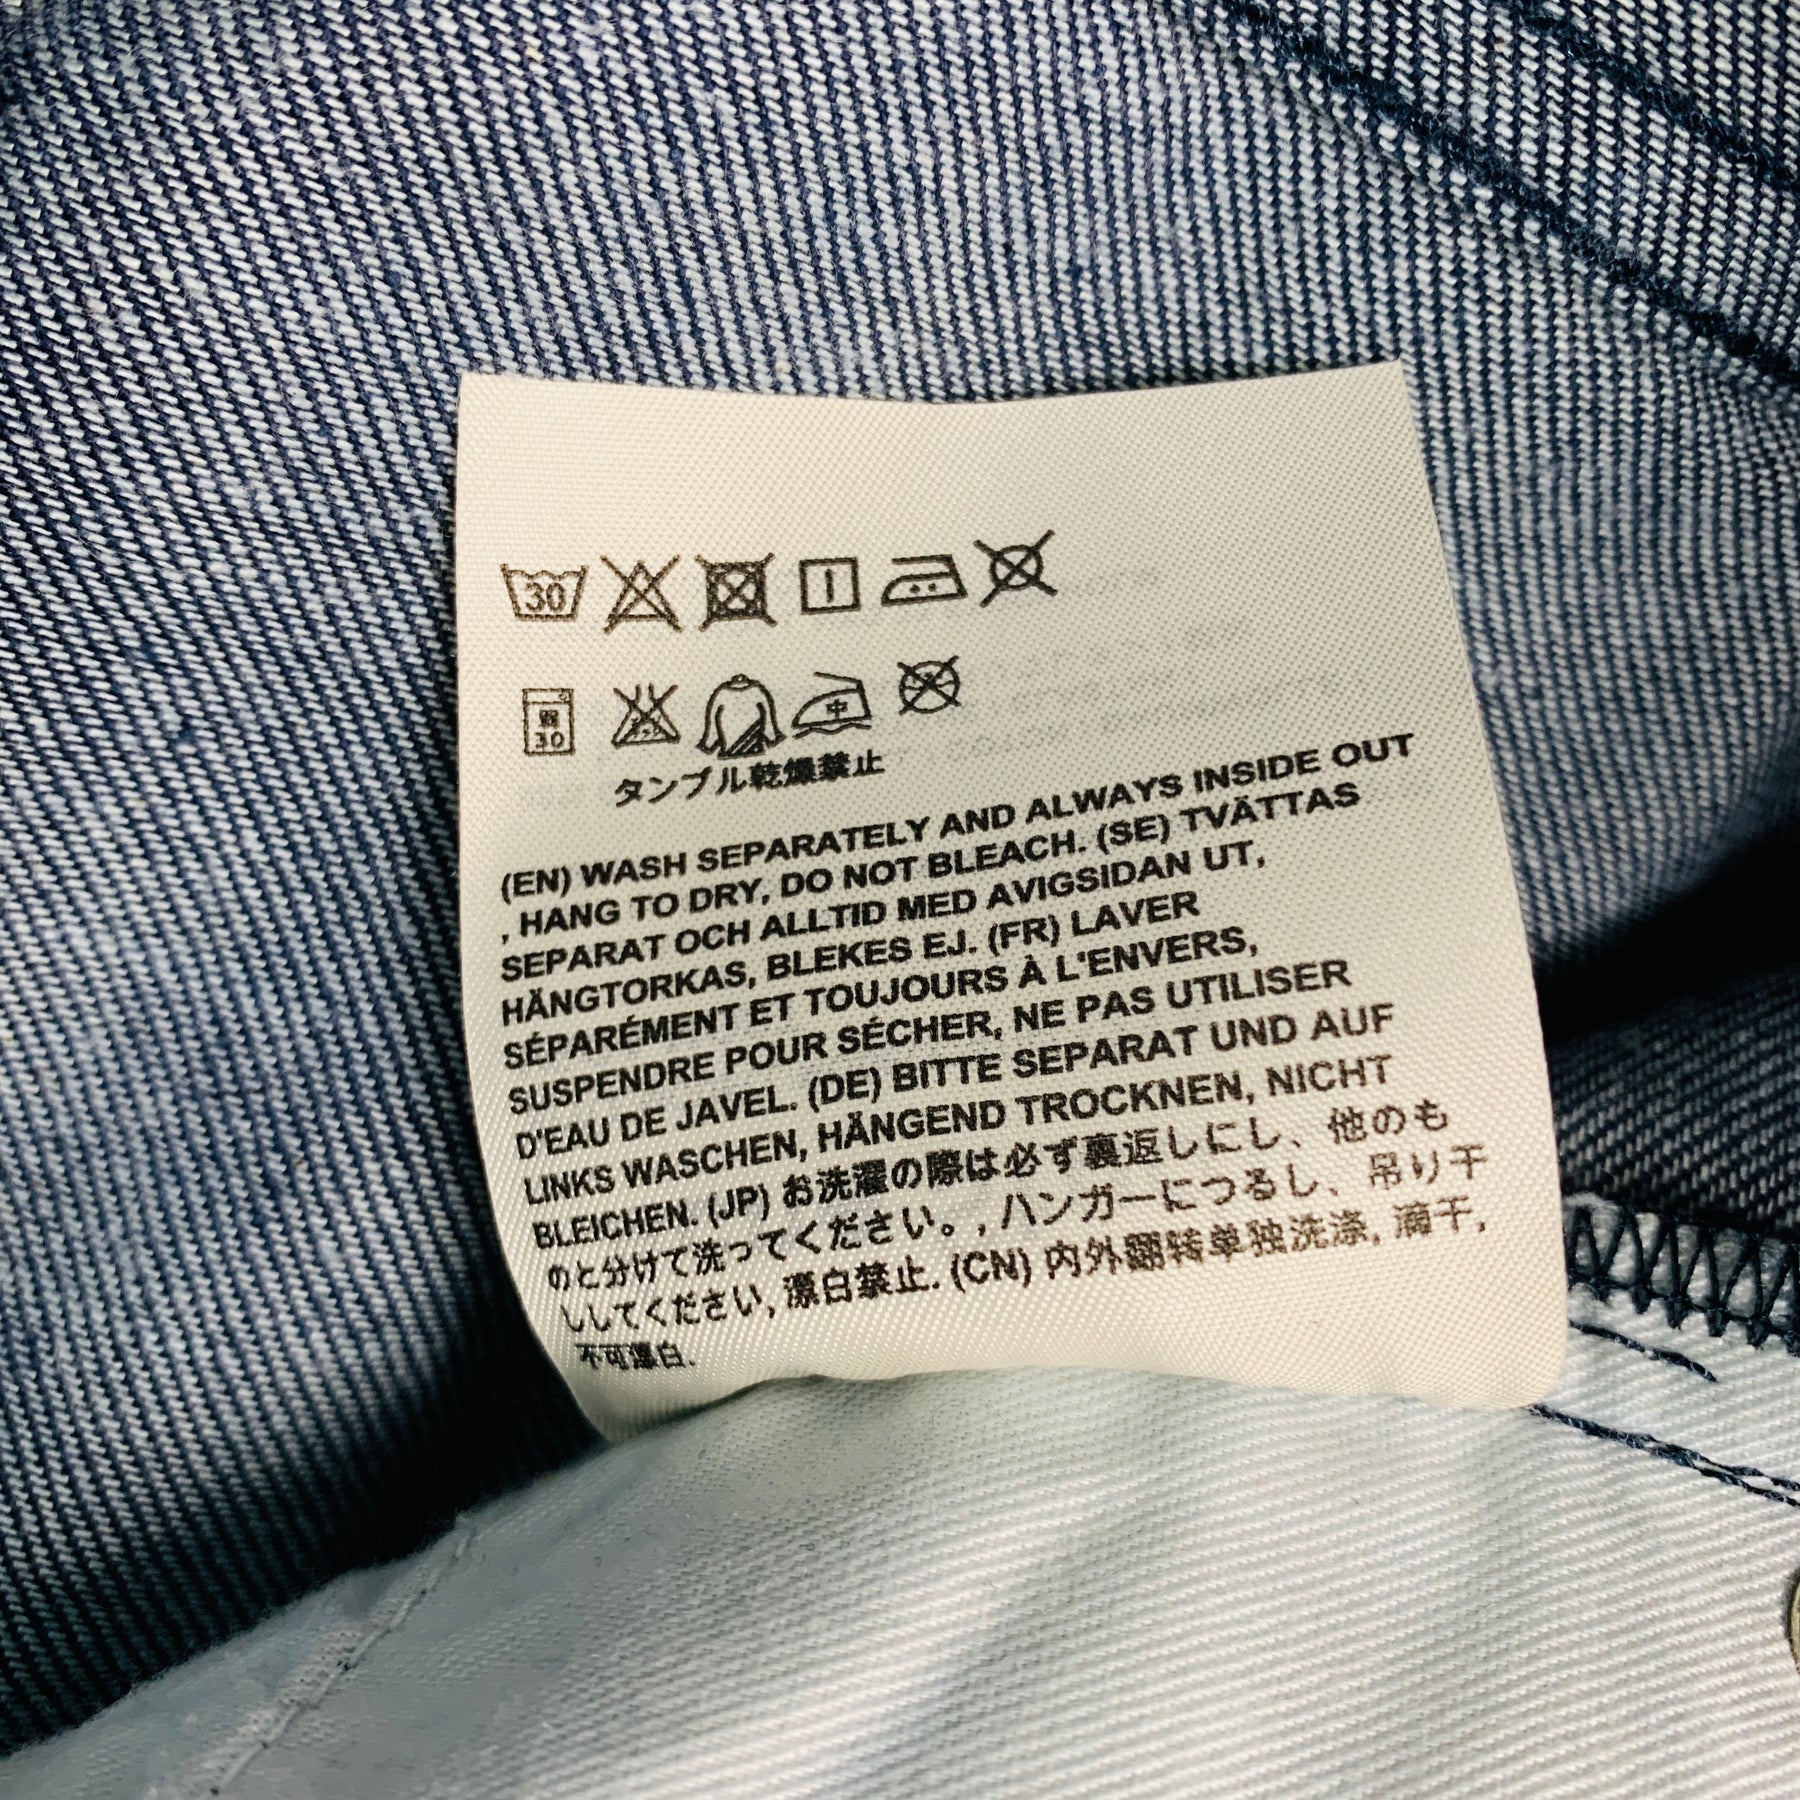 30
弱
30
中
タンブル乾燥禁止
(EN) WASH SEPARATELY AND ALWAYS INSIDE OUT
, HANG TO DRY, DO NOT BLEACH. (SE) TVÄTTAS
SEPARAT OCH ALLTID MED AVIGSIDAN UT,
HÄNGTORKAS, BLEKES EJ. (FR) LAVER
SÉPARÉMENT ET TOUJOURS À L'ENVERS,
SUSPENDRE POUR SÉCHER, NE PAS UTILISER
D'EAU DE JAVEL. (DE) BITTE SEPARAT UND AUF
LINKS WASCHEN, HÄNGEND TROCKNEN, NICHT
BLEICHEN. (JP) お洗濯の際は必ず裏返しにし、他のも
のと分けて洗ってください。, ハンガーにつるし、吊り干
ししてください, 漂白禁止. (CN) 内外翻转单独洗涤, 滴干,
不可漂白.